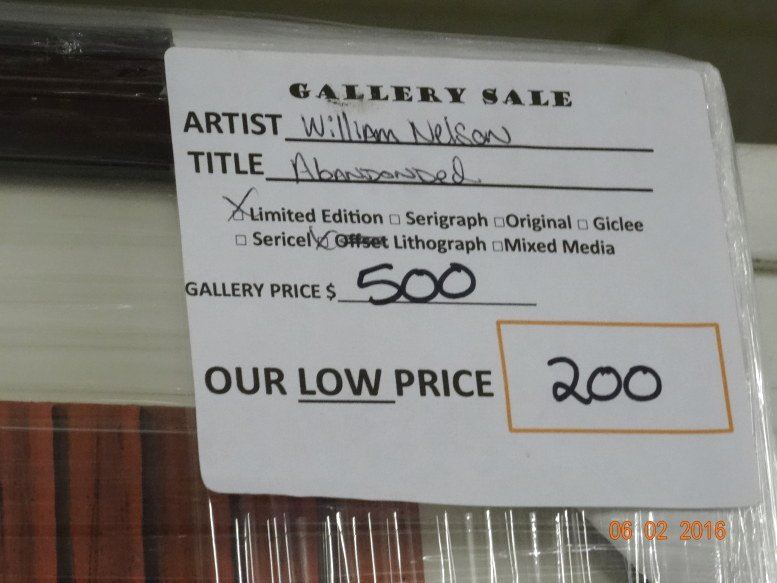 GALLERY SALE
ARTIST William Nelson
TITLE Abandonded
☒ Limited Edition ☐ Serigraph ☐ Original ☐ Giclee
☐ Sericel ☒ Offset Lithograph ☐ Mixed Media
GALLERY PRICE $ 500
OUR LOW PRICE 200
06 02 2016